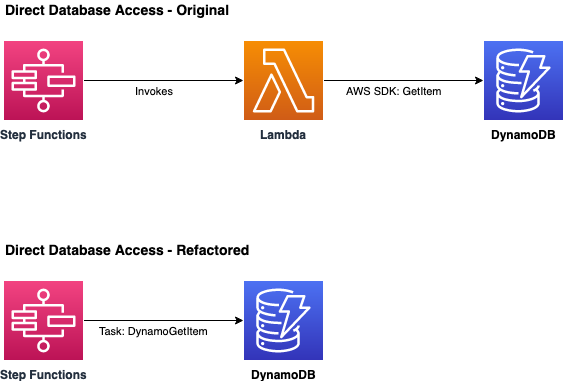 Direct Database Access - Original
Invokes
AWS SDK: GetItem
Step Functions
Lambda
DynamoDB
Direct Database Access - Refactored
Task: DynamoGetItem
Step Functions
DynamoDB